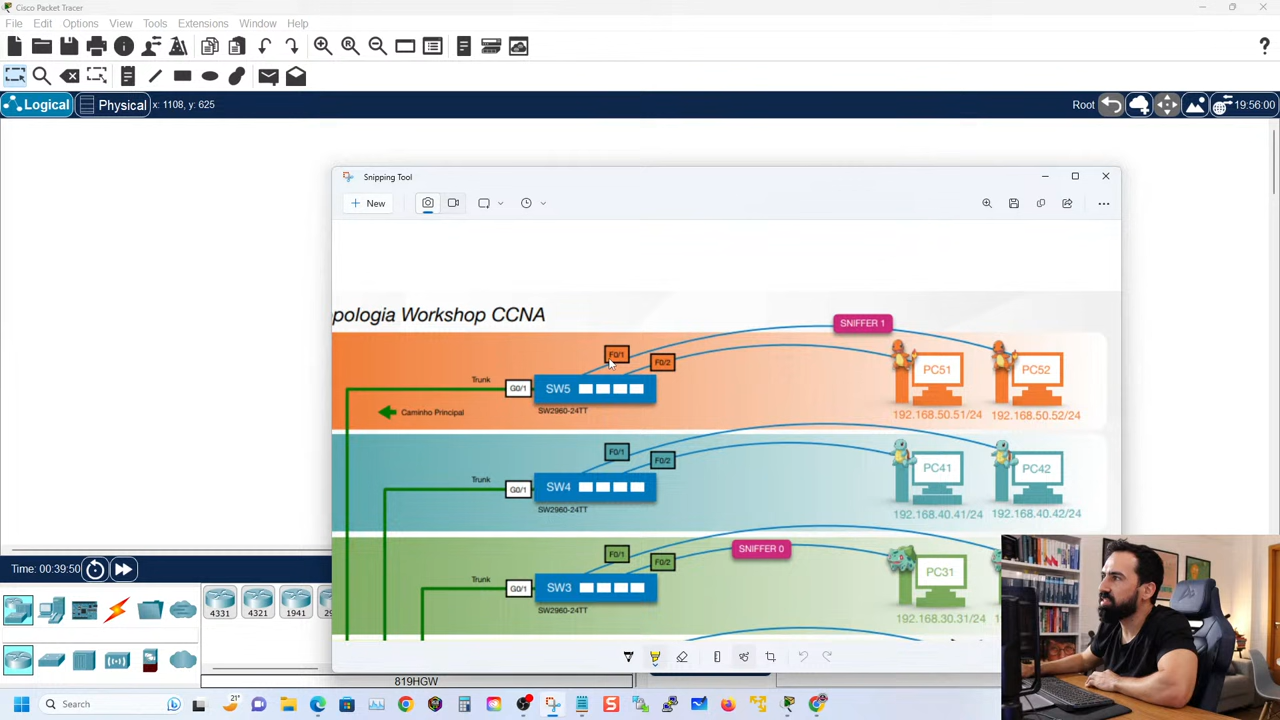 Cisco Packet Tracer
File Edit Options View Tools Extensions Window Help
Logical Physical x: 1108, y: 625 Root 19:56:00
Snipping Tool
New
opologia Workshop CCNA
SNIFFER 1
F0/1
F0/2
Trunk G0/1 SW5 PC51 PC52
Caminho Principal SW2960-24TT 192.168.50.51/24 192.168.50.52/24
F0/1
F0/2
Trunk G0/1 SW4 PC41 PC42
SW2960-24TT 192.168.40.41/24 192.168.40.42/24
SNIFFER 0
F0/1
F0/2
Trunk G0/1 SW3 PC31
SW2960-24TT 192.168.30.31/24
Time: 00:39:50
4331 4321 1941
819HGW
Search 21°